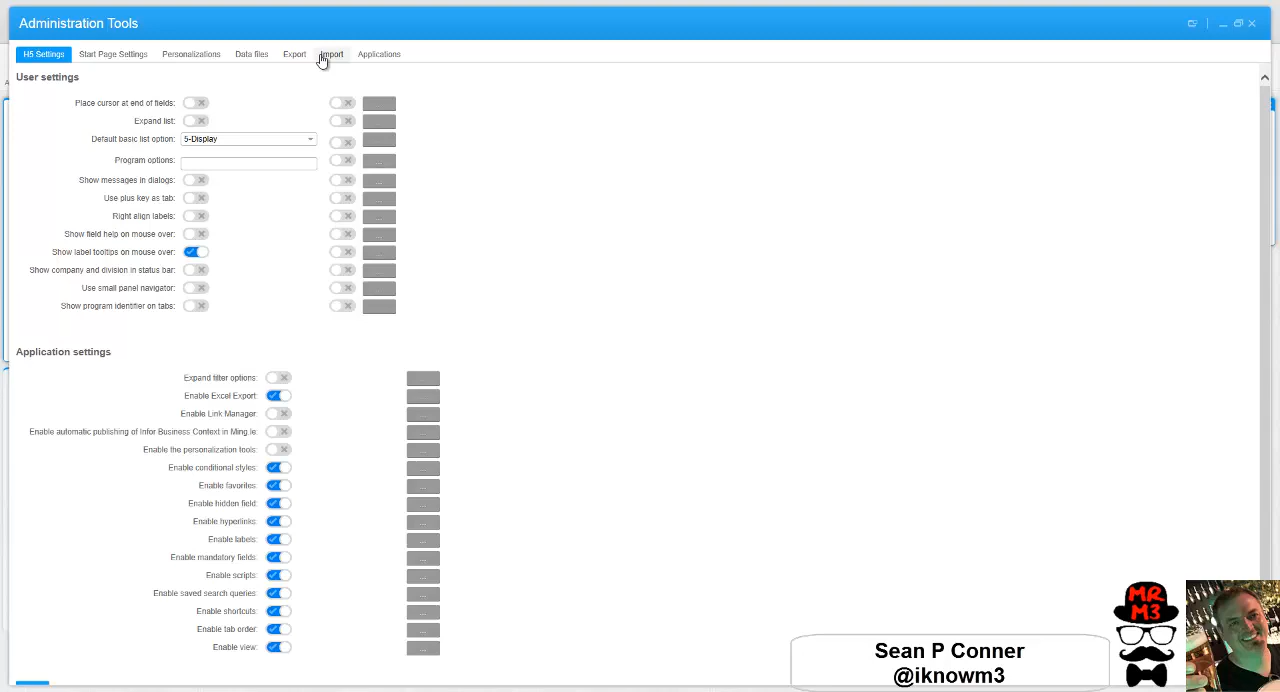 Administration Tools
H5 Settings Start Page Settings Personalizations Data files Export Import Applications
User settings
Place cursor at end of fields:
Expand list:
Default basic list option: 5-Display
Program options:
Show messages in dialogs:
Use plus key as tab:
Right align labels:
Show field help on mouse over:
Show label tooltips on mouse over:
Show company and division in status bar:
Use small panel navigator:
Show program identifier on tabs:
Application settings
Expand filter options:
Enable Excel Export:
Enable Link Manager:
Enable automatic publishing of Infor Business Context in Ming.le:
Enable the personalization tools:
Enable conditional styles:
Enable favorites:
Enable hidden field:
Enable hyperlinks:
Enable labels:
Enable mandatory fields:
Enable scripts:
Enable saved search queries:
Enable shortcuts:
Enable tab order:
Enable view:
MR
M3
Sean P Conner
@iknowm3